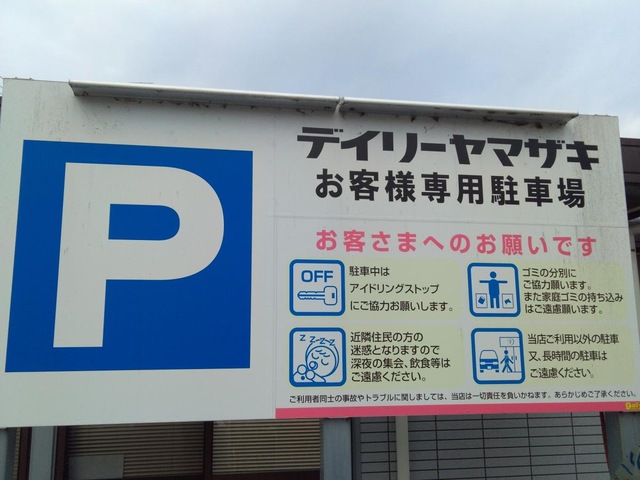 P
デイリーヤマザキ
お客様専用駐車場
お客さまへのお願いです
OFF
駐車中は
アイドリングストップ
にご協力お願いします。
ゴミの分別に
ご協力願います。
また家庭ゴミの持ち込み
はご遠慮願います。
zzzz
近隣住民の方の
迷惑となりますので
深夜の集会、飲食等は
ご遠慮ください。
当店ご利用以外の駐車
又、長時間の駐車は
ご遠慮ください。
ご利用者同士の事故やトラブルに関しましては、当店は一切責任を負いかねます。あらかじめご了承ください。